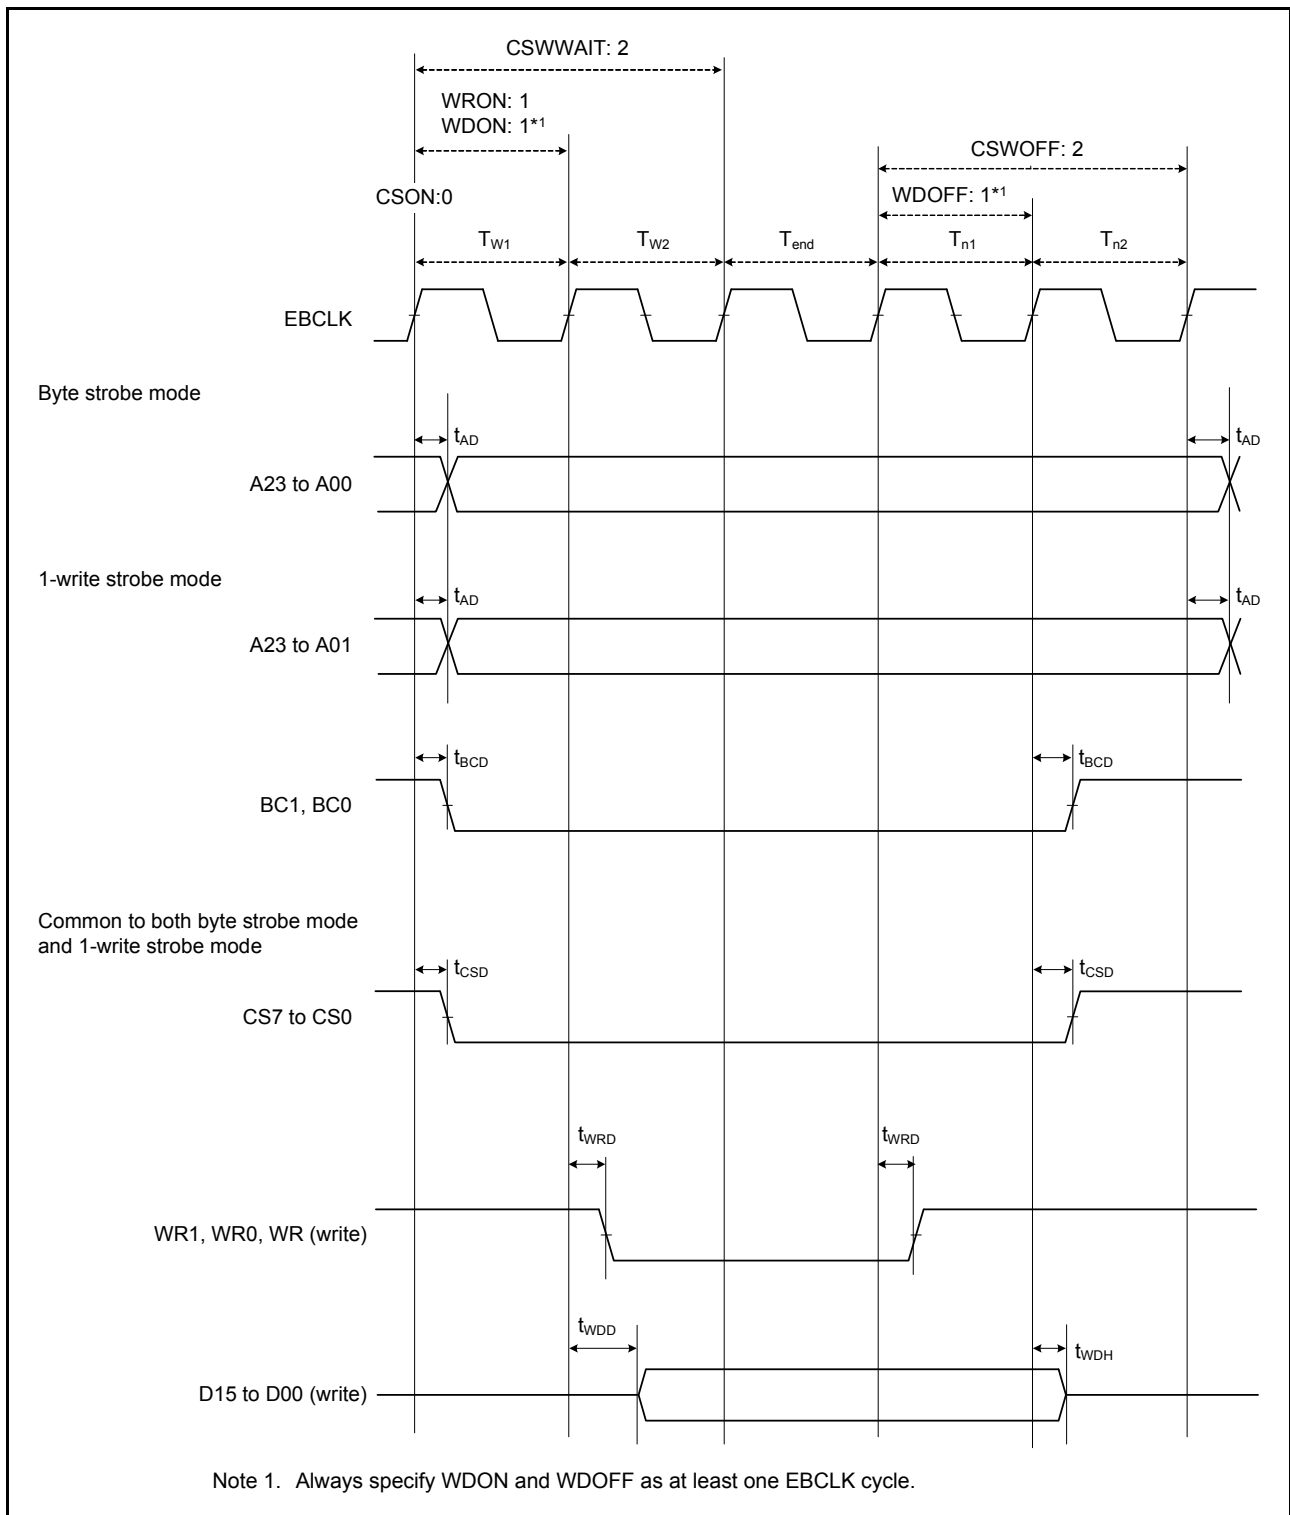 CSWWAIT: 2
WRON: 1
WDON: 1*1
CSWOFF: 2
WDOFF: 1*1
CSON:0
TW1 TW2 Tend Tn1 Tn2
EBCLK
Byte strobe mode
tAD tAD
A23 to A00
1-write strobe mode
tAD tAD
A23 to A01
tBCD tBCD
BC1, BC0
Common to both byte strobe mode
and 1-write strobe mode
tCSD tCSD
CS7 to CS0
tWRD tWRD
WR1, WR0, WR (write)
tWDD tWDH
D15 to D00 (write)
Note 1. Always specify WDON and WDOFF as at least one EBCLK cycle.